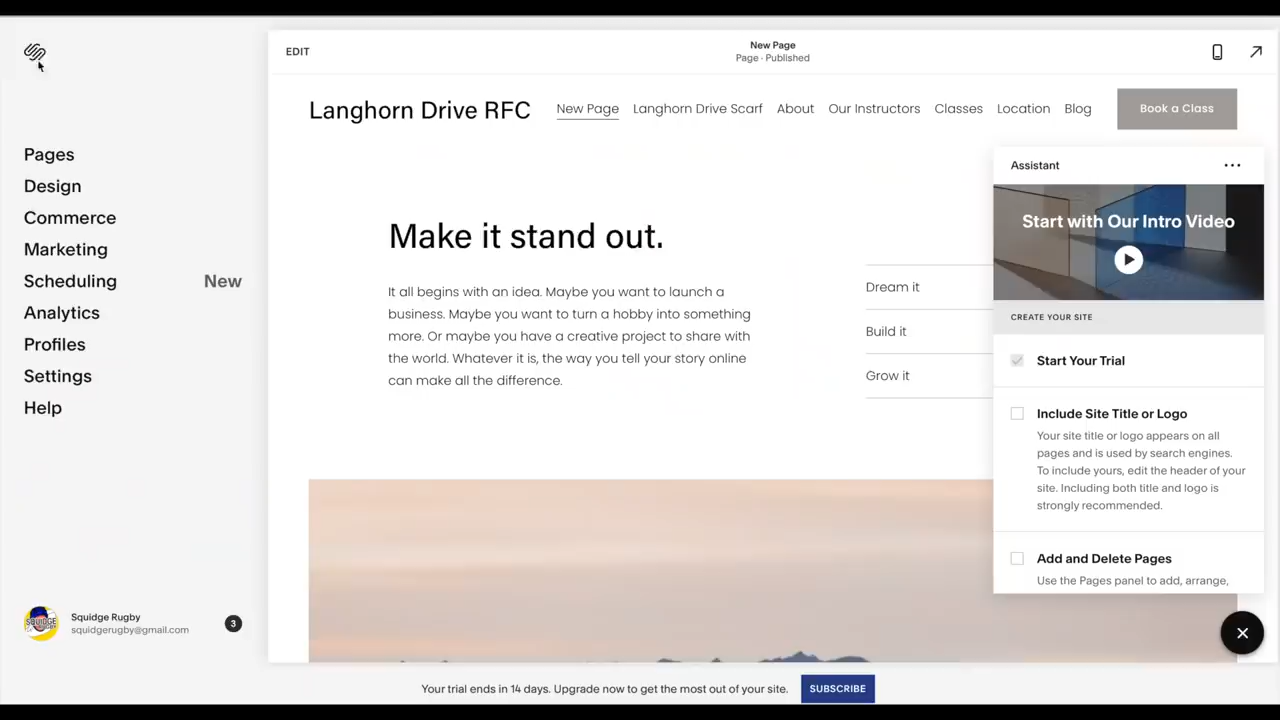 EDIT
New Page
Page · Published
Langhorn Drive RFC
New Page
Langhorn Drive Scarf
About
Our Instructors
Classes
Location
Blog
Book a Class
Pages
Design
Commerce
Marketing
Scheduling
New
Analytics
Profiles
Settings
Help
Squidge Rugby
squidgerugby@gmail.com
3
Make it stand out.
It all begins with an idea. Maybe you want to launch a
business. Maybe you want to turn a hobby into something
more. Or maybe you have a creative project to share with
the world. Whatever it is, the way you tell your story online
can make all the difference.
Dream it
Build it
Grow it
Assistant
Start with Our Intro Video
CREATE YOUR SITE
Start Your Trial
Include Site Title or Logo
Your site title or logo appears on all
pages and is used by search engines.
To include yours, edit the header of your
site. Including both title and logo is
strongly recommended.
Add and Delete Pages
Use the Pages panel to add, arrange,
Your trial ends in 14 days. Upgrade now to get the most out of your site.
SUBSCRIBE
SQUIDGE